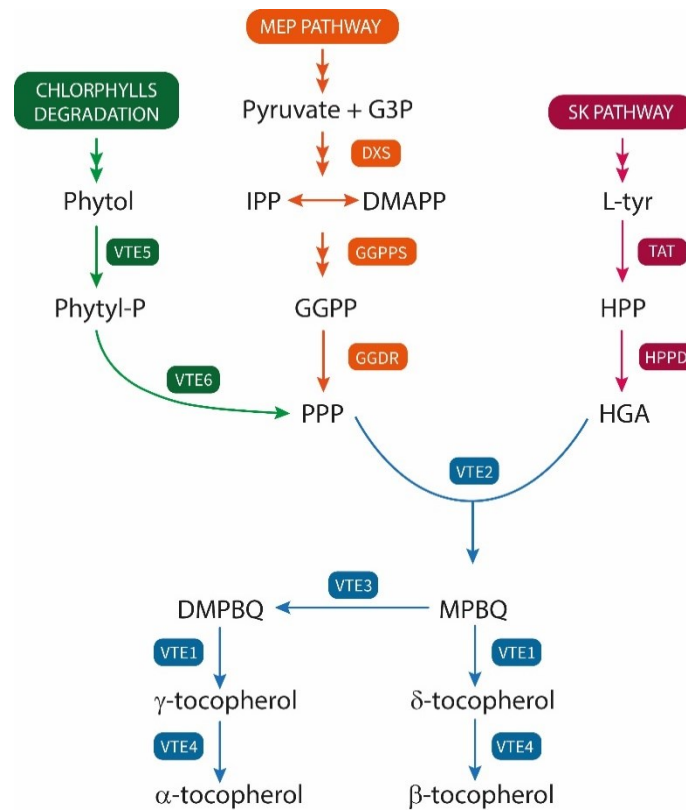 MEP PATHWAY
CHLORPHYLLS
DEGRADATION
SK PATHWAY
Pyruvate + G3P
DXS
Phytol
IPP
DMAPP
L-tyr
VTE5
GGPPS
TAT
Phytyl-P
GGPP
HPP
VTE6
GGDR
HPPD
PPP
HGA
VTE2
VTE3
DMPBQ
MPBQ
VTE1
VTE1
γ-tocopherol
δ-tocopherol
VTE4
VTE4
α-tocopherol
β-tocopherol